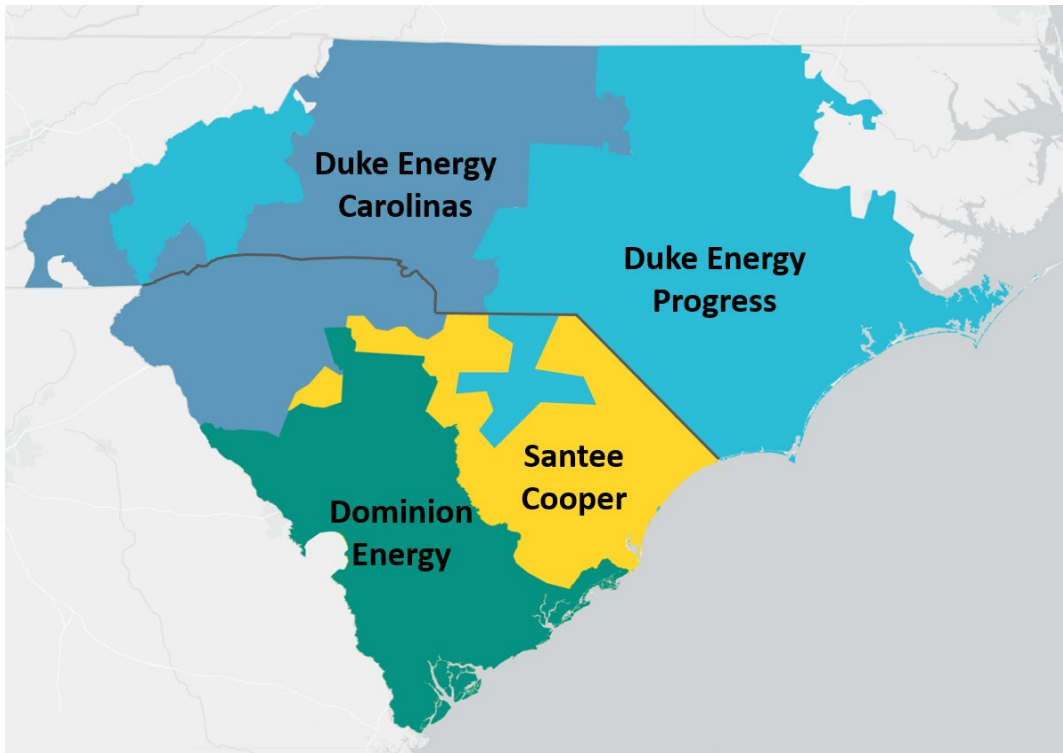 Duke Energy
Carolinas
Duke Energy
Progress
Santee
Cooper
Dominion
Energy